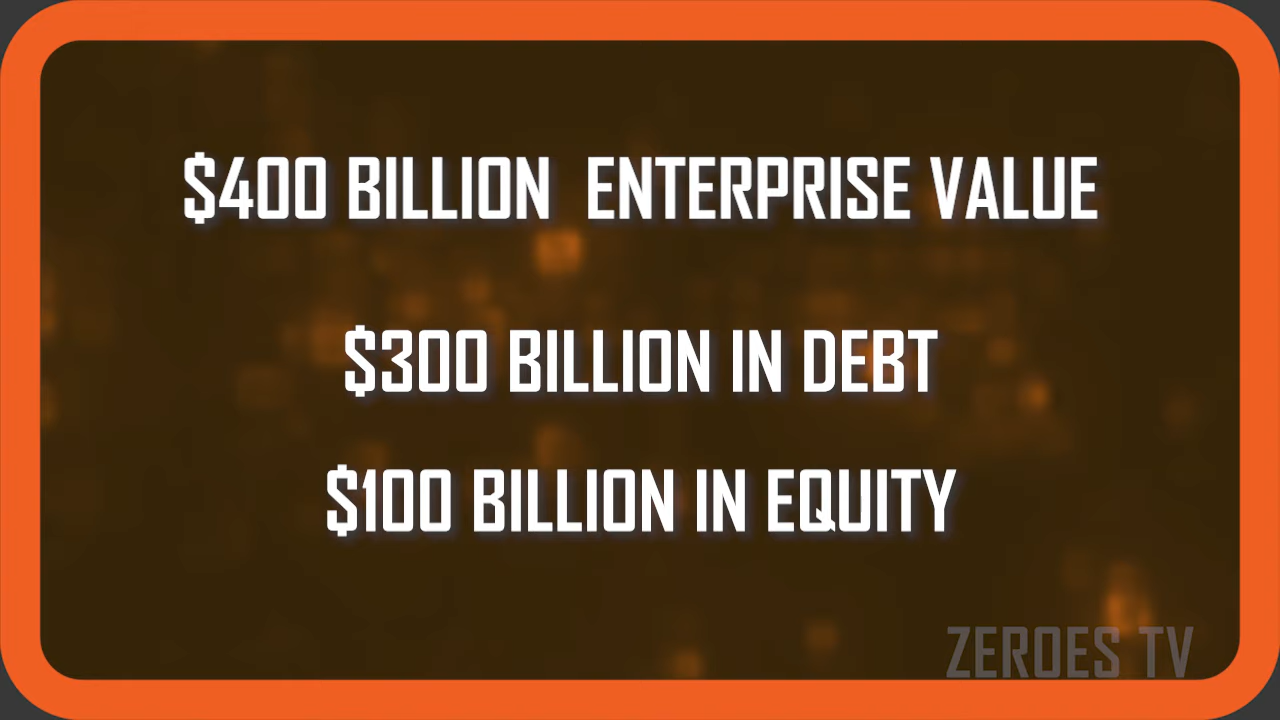 $400 BILLION  ENTERPRISE VALUE
$300 BILLION IN DEBT
$100 BILLION IN EQUITY
ZEROES TV